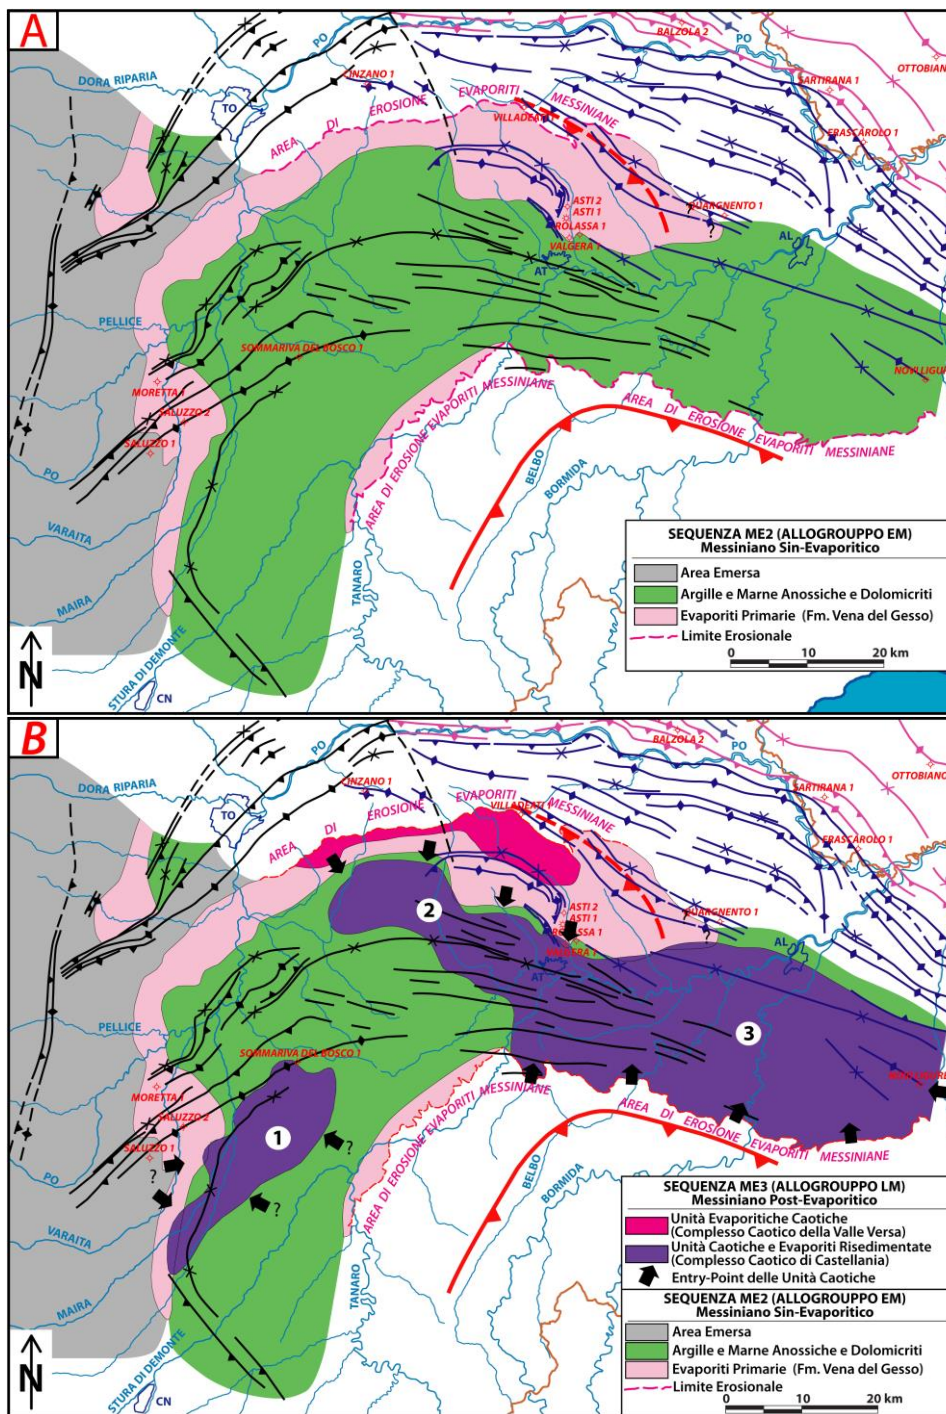 A
PO
BALZOLA 2
PO
OTTOBIANO
DORA RIPARIA
TO
CINZANO 1
SARTIRANA 1
AREA DI EROSIONE EVAPORITI MESSINIANE
VILLADEATI 1
FRASCAROLO 1
ASTI 2
ASTI 1
QUARGNENTO 1
?
VALGERA 1
AL
AT
PELLICE
SOMMARIVA DEL BOSCO 1
MORETTA 1
SALUZZO 2
SALUZZO 1
AREA DI EROSIONE EVAPORITI MESSINIANE
AREA DI EROSIONE EVAPORITI MESSINIANE
BELBO
BORMIDA
PO
VARAITA
MAIRA
TANARO
STURA DI DEMONTE
CN
N
SEQUENZA ME2 (ALLOGRUPPO EM)
Messiniano Sin-Evaporitico
Area Emersa
Argille e Marne Anossiche e Dolomicriti
Evaporiti Primarie (Fm. Vena del Gesso)
Limite Erosionale
0 10 20 km
B
PO
BALZOLA 2
PO
OTTOBIANO
DORA RIPARIA
TO
CINZANO 1
SARTIRANA 1
AREA DI EROSIONE EVAPORITI MESSINIANE
VILLADEATI 1
FRASCAROLO 1
2
ASTI 2
ASTI 1
QUARGNENTO 1
?
AL
AT
3
PELLICE
SOMMARIVA DEL BOSCO 1
MORETTA 1
SALUZZO 2
SALUZZO 1
1
?
?
?
AREA DI EROSIONE EVAPORITI MESSINIANE
AREA DI EROSIONE EVAPORITI MESSINIANE
BELBO
BORMIDA
PO
VARAITA
MAIRA
TANARO
STURA DI DEMONTE
CN
N
SEQUENZA ME3 (ALLOGRUPPO LM)
Messiniano Post-Evaporitico
Unità Evaporitiche Caotiche
(Complesso Caotico della Valle Versa)
Unità Caotiche e Evaporiti Risedimentate
(Complesso Caotico di Castellania)
Entry-Point delle Unità Caotiche
SEQUENZA ME2 (ALLOGRUPPO EM)
Messiniano Sin-Evaporitico
Area Emersa
Argille e Marne Anossiche e Dolomicriti
Evaporiti Primarie (Fm. Vena del Gesso)
Limite Erosionale
0 10 20 km